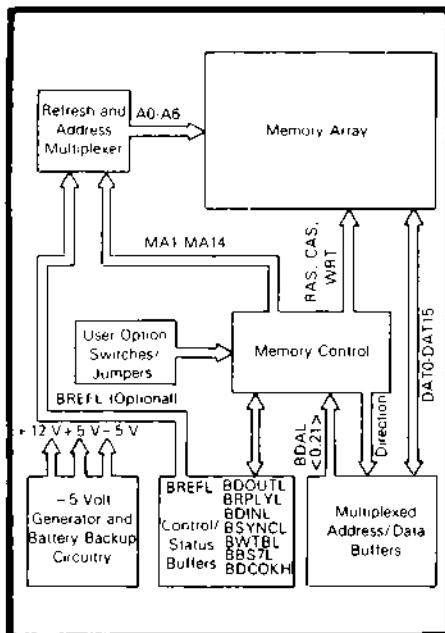 Refresh and
Address
Multiplexer
A0-A6
Memory Array
MA1-MA14
RAS, CAS,
WRT
DAT0-DAT15
User Option
Switches/
Jumpers
Memory Control
BREFL (Optional)
+12 V +5 V -5 V
BDAL
<0:21>
Direction
-5 Volt
Generator and
Battery Backup
Circuitry
BREFL
Control/
Status
Buffers
BDOUTL
BRPLYL
BDINL
BSYNCL
BWTBL
BBS7L
BDCOKH
Multiplexed
Address/Data
Buffers